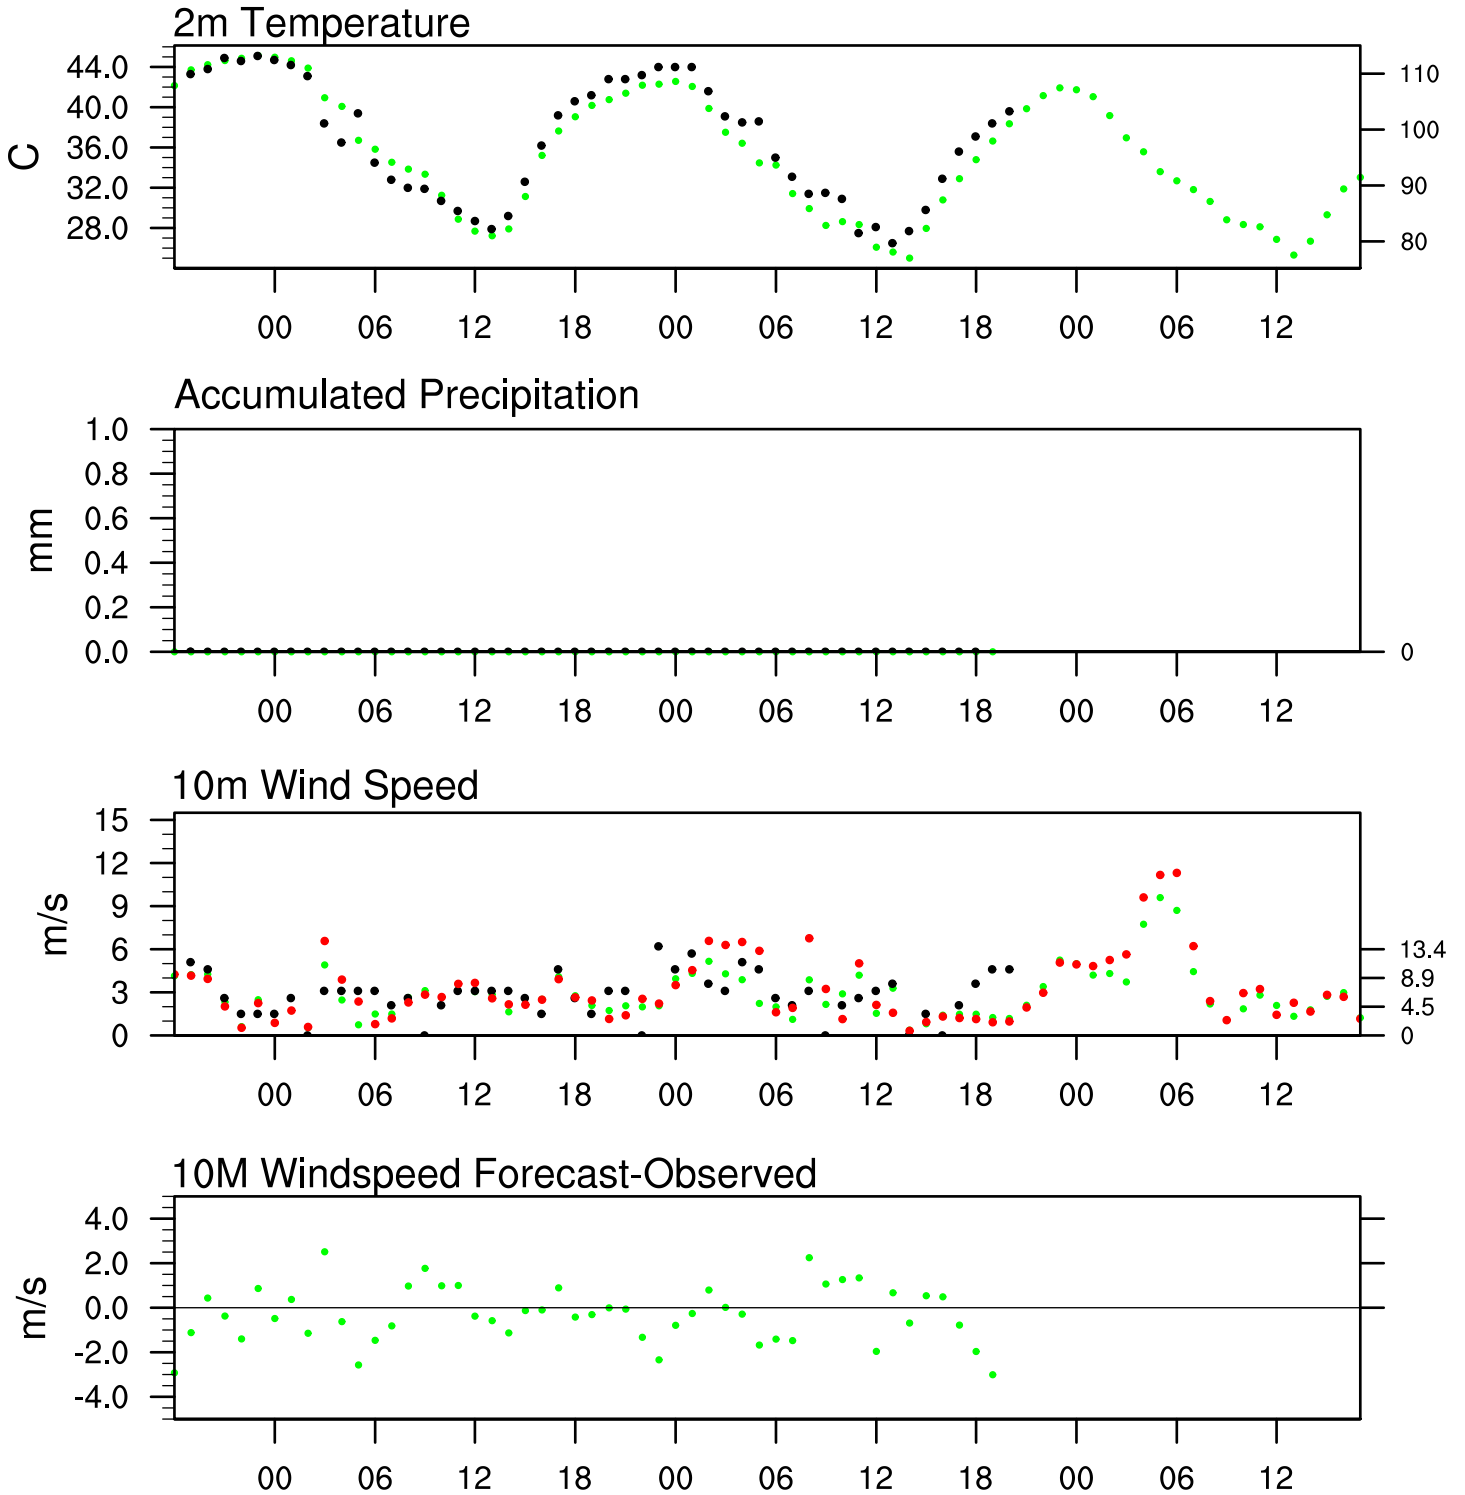 2m Temperature
44.0
40.0
36.0
32.0
28.0
C
110
100
90
80
00 06 12 18 00 06 12 18 00 06 12
Accumulated Precipitation
1.0
0.8
0.6
0.4
0.2
0.0
mm
0
00 06 12 18 00 06 12 18 00 06 12
10m Wind Speed
15
12
9
6
3
0
m/s
13.4
8.9
4.5
0
00 06 12 18 00 06 12 18 00 06 12
10M Windspeed Forecast-Observed
4.0
2.0
0.0
-2.0
-4.0
m/s
00 06 12 18 00 06 12 18 00 06 12